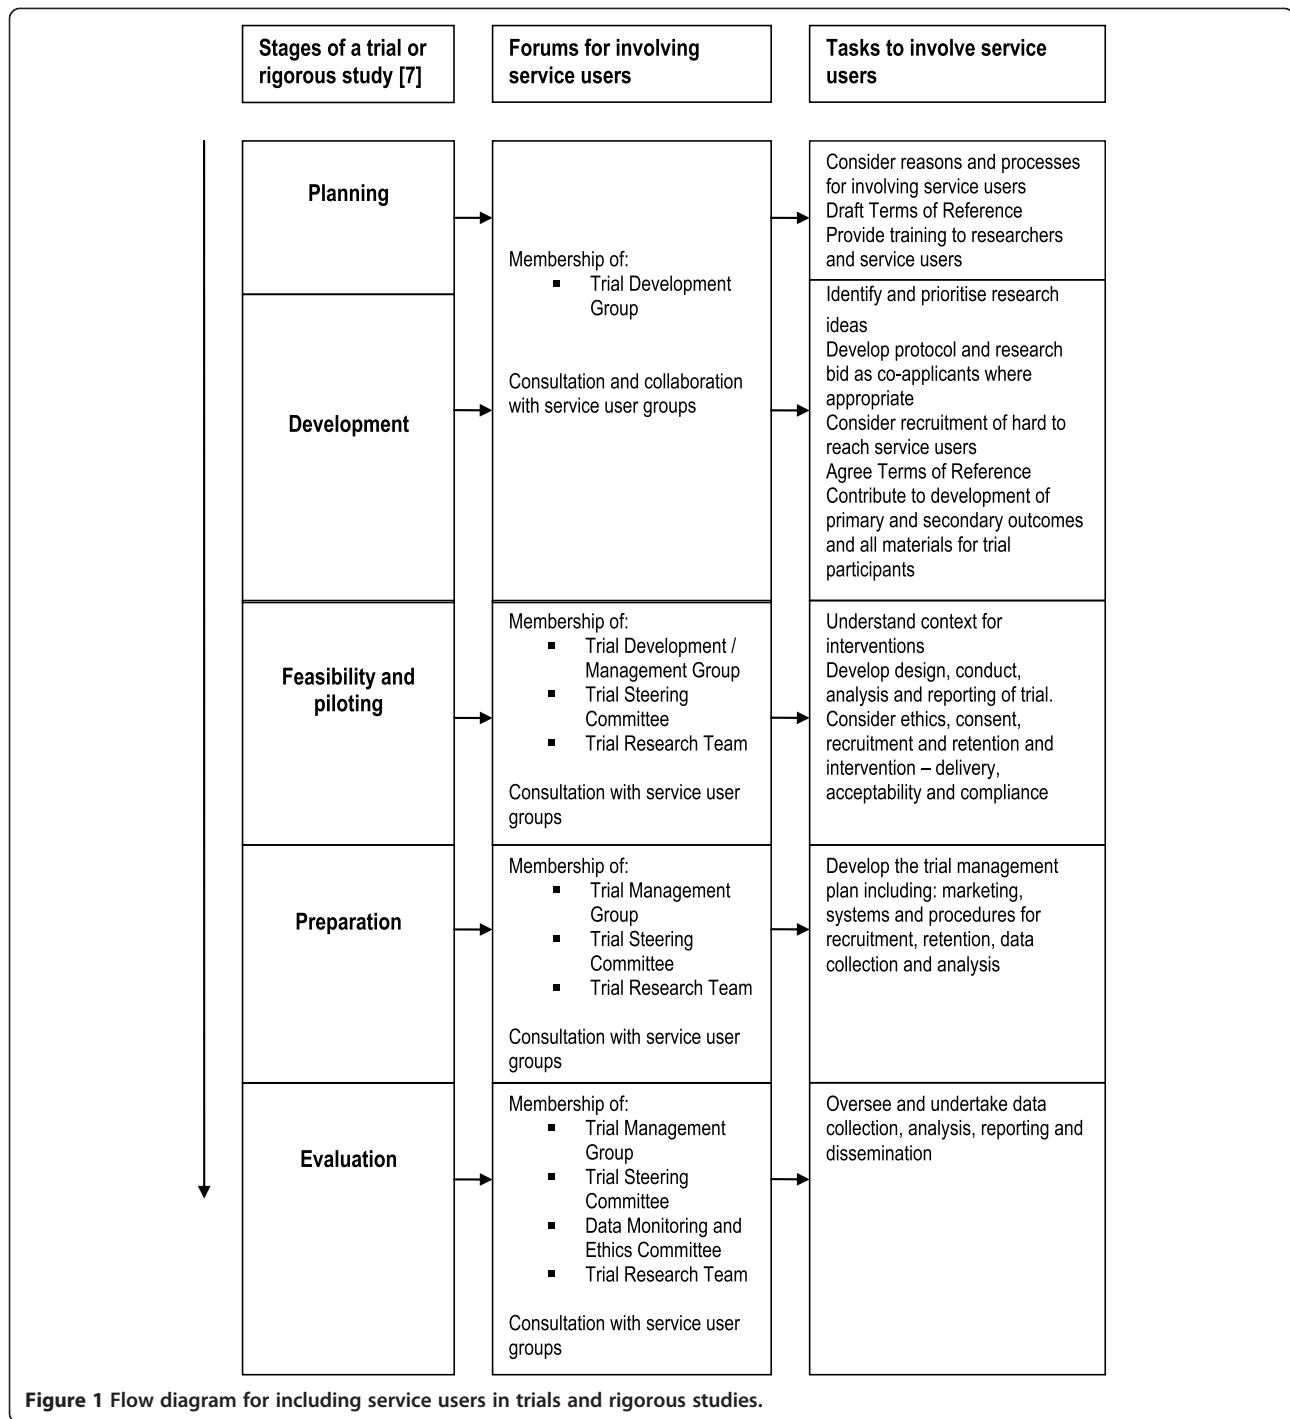 Stages of a trial or
rigorous study [7]
Forums for involving
service users
Tasks to involve service
users
Planning
Membership of:
▪ Trial Development
Group
Consultation and collaboration
with service user groups
Consider reasons and processes
for involving service users
Draft Terms of Reference
Provide training to researchers
and service users
Development
Identify and prioritise research
ideas
Develop protocol and research
bid as co-applicants where
appropriate
Consider recruitment of hard to
reach service users
Agree Terms of Reference
Contribute to development of
primary and secondary outcomes
and all materials for trial
participants
Feasibility and
piloting
Membership of:
▪ Trial Development /
Management Group
▪ Trial Steering
Committee
▪ Trial Research Team
Consultation with service user
groups
Understand context for
interventions
Develop design, conduct,
analysis and reporting of trial.
Consider ethics, consent,
recruitment and retention and
intervention – delivery,
acceptability and compliance
Preparation
Membership of:
▪ Trial Management
Group
▪ Trial Steering
Committee
▪ Trial Research Team
Consultation with service user
groups
Develop the trial management
plan including: marketing,
systems and procedures for
recruitment, retention, data
collection and analysis
Evaluation
Membership of:
▪ Trial Management
Group
▪ Trial Steering
Committee
▪ Data Monitoring and
Ethics Committee
▪ Trial Research Team
Consultation with service user
groups
Oversee and undertake data
collection, analysis, reporting and
dissemination
Figure 1 Flow diagram for including service users in trials and rigorous studies.